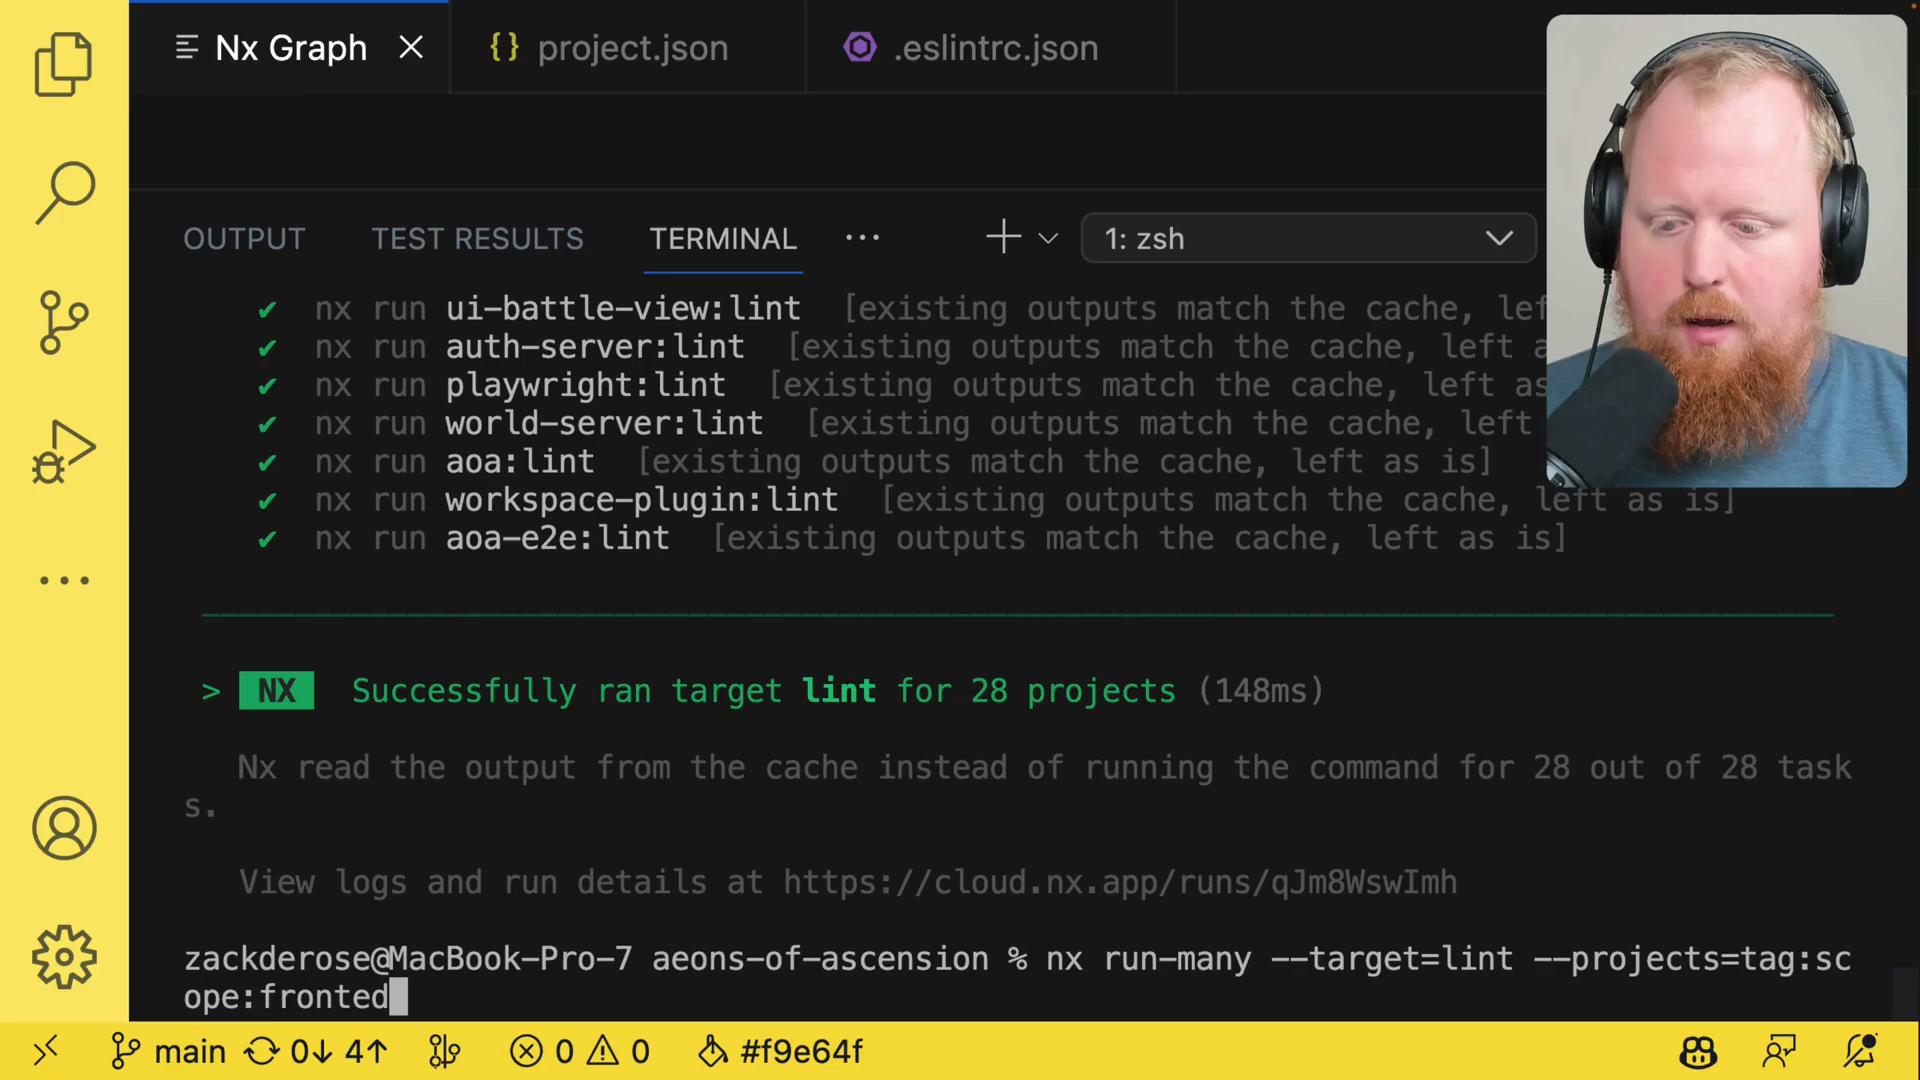 Nx Graph
project.json
.eslintrc.json
OUTPUT TEST RESULTS TERMINAL ... 1: zsh
✔ nx run ui-battle-view:lint [existing outputs match the cache, lef
✔ nx run auth-server:lint [existing outputs match the cache, left a
✔ nx run playwright:lint [existing outputs match the cache, left as
✔ nx run world-server:lint [existing outputs match the cache, left
✔ nx run aoa:lint [existing outputs match the cache, left as is]
✔ nx run workspace-plugin:lint [existing outputs match the cache, left as is]
✔ nx run aoa-e2e:lint [existing outputs match the cache, left as is]
> NX Successfully ran target lint for 28 projects (148ms)
Nx read the output from the cache instead of running the command for 28 out of 28 task
s.
View logs and run details at https://cloud.nx.app/runs/qJm8WswImh
zackderose@MacBook-Pro-7 aeons-of-ascension % nx run-many --target=lint --projects=tag:sc
ope:fronted
main 0↓ 4↑ 0 0 #f9e64f